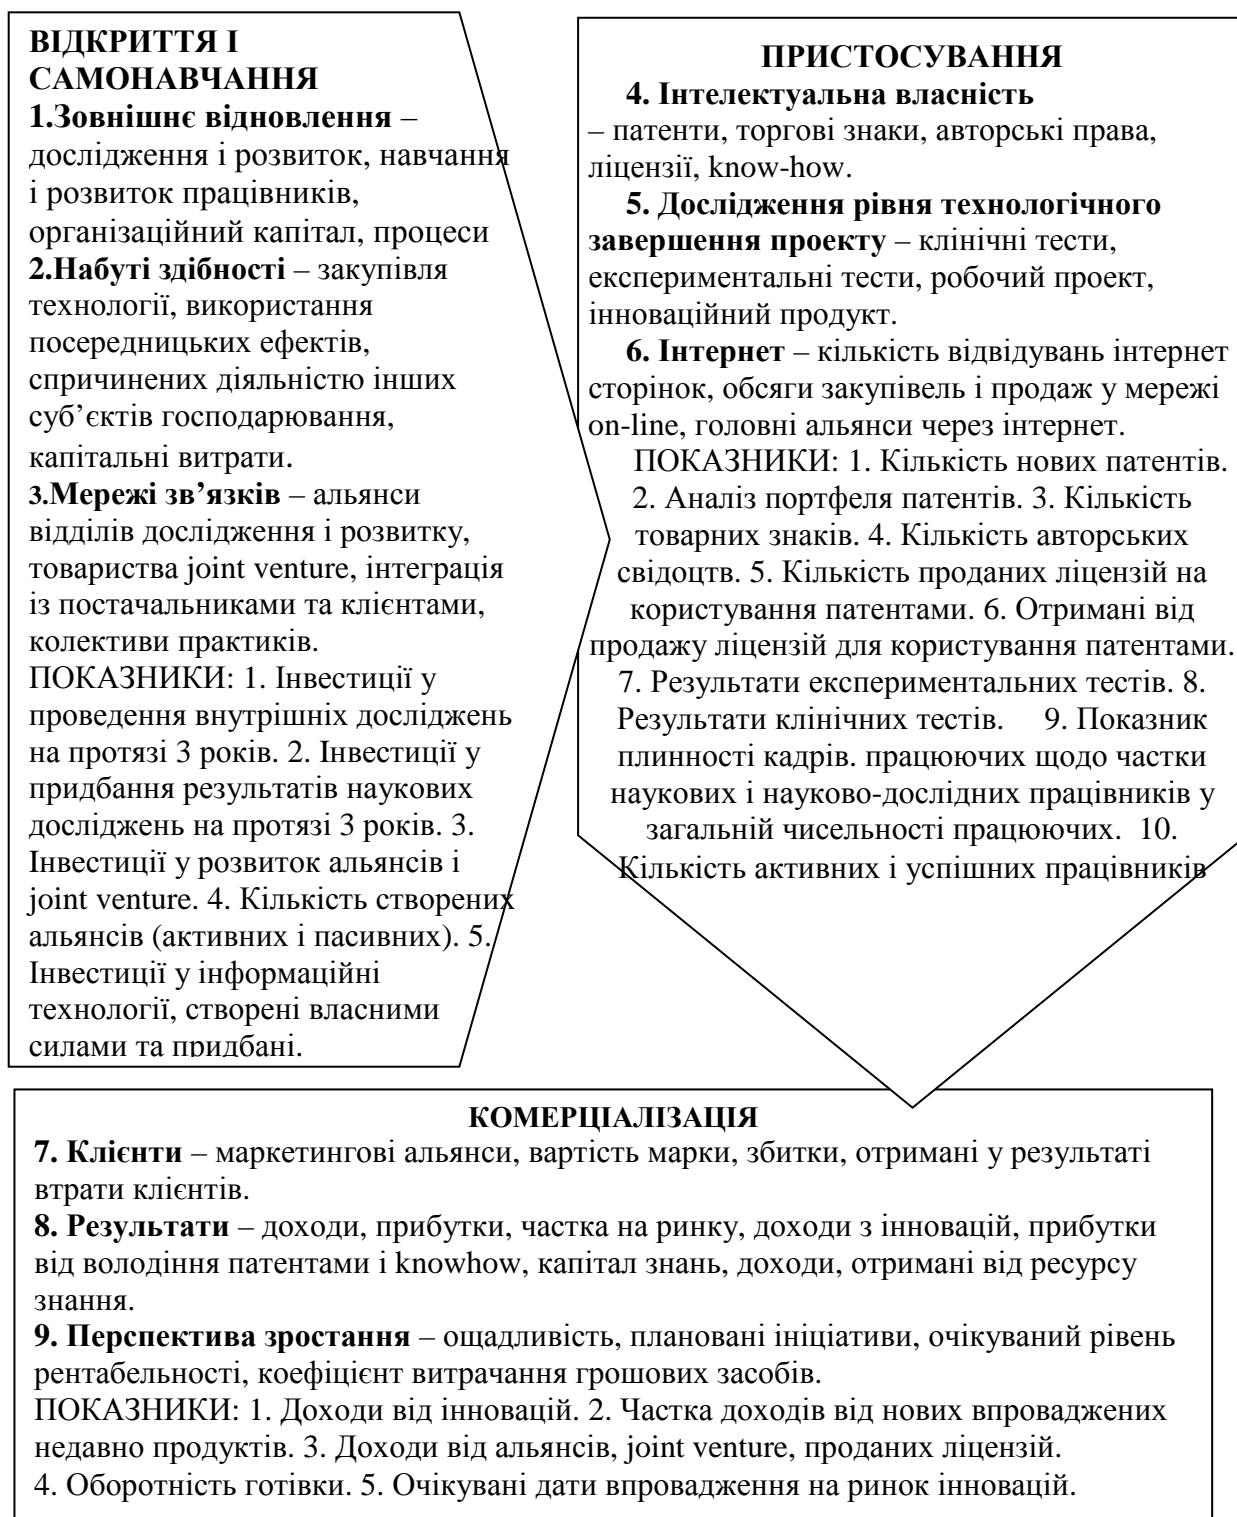 ВІДКРИТТЯ І
САМОНАВЧАННЯ
1.Зовнішнє відновлення –
дослідження і розвиток, навчання
і розвиток працівників,
організаційний капітал, процеси
2.Набуті здібності – закупівля
технології, використання
посередницьких ефектів,
спричинених діяльністю інших
суб’єктів господарювання,
капітальні витрати.
3.Мережі зв’язків – альянси
відділів дослідження і розвитку,
товариства joint venture, інтеграція
із постачальниками та клієнтами,
колективи практиків.
ПОКАЗНИКИ: 1. Інвестиції у
проведення внутрішніх досліджень
на протязі 3 років. 2. Інвестиції у
придбання результатів наукових
досліджень на протязі 3 років. 3.
Інвестиції у розвиток альянсів і
joint venture. 4. Кількість створених
альянсів (активних і пасивних). 5.
Інвестиції у інформаційні
технології, створені власними
силами та придбані.
ПРИСТОСУВАННЯ
4. Інтелектуальна власність
– патенти, торгові знаки, авторські права,
ліцензії, know-how.
5. Дослідження рівня технологічного
завершення проекту – клінічні тести,
експериментальні тести, робочий проект,
інноваційний продукт.
6. Інтернет – кількість відвідувань інтернет
сторінок, обсяги закупівель і продаж у мережі
on-line, головні альянси через інтернет.
ПОКАЗНИКИ: 1. Кількість нових патентів.
2. Аналіз портфеля патентів. 3. Кількість
товарних знаків. 4. Кількість авторських
свідоцтв. 5. Кількість проданих ліцензій на
користування патентами. 6. Отримані від
продажу ліцензій для користування патентами.
7. Результати експериментальних тестів. 8.
Результати клінічних тестів. 9. Показник
плинності кадрів. працюючих щодо частки
наукових і науково-дослідних працівників у
загальній чисельності працюючих. 10.
Кількість активних і успішних працівників
КОМЕРЦІАЛІЗАЦІЯ
7. Клієнти – маркетингові альянси, вартість марки, збитки, отримані у результаті
втрати клієнтів.
8. Результати – доходи, прибутки, частка на ринку, доходи з інновацій, прибутки
від володіння патентами і knowhow, капітал знань, доходи, отримані від ресурсу
знання.
9. Перспектива зростання – ощадливість, плановані ініціативи, очікуваний рівень
рентабельності, коефіцієнт витрачання грошових засобів.
ПОКАЗНИКИ: 1. Доходи від інновацій. 2. Частка доходів від нових впроваджених
недавно продуктів. 3. Доходи від альянсів, joint venture, проданих ліцензій.
4. Оборотність готівки. 5. Очікувані дати впровадження на ринок інновацій.